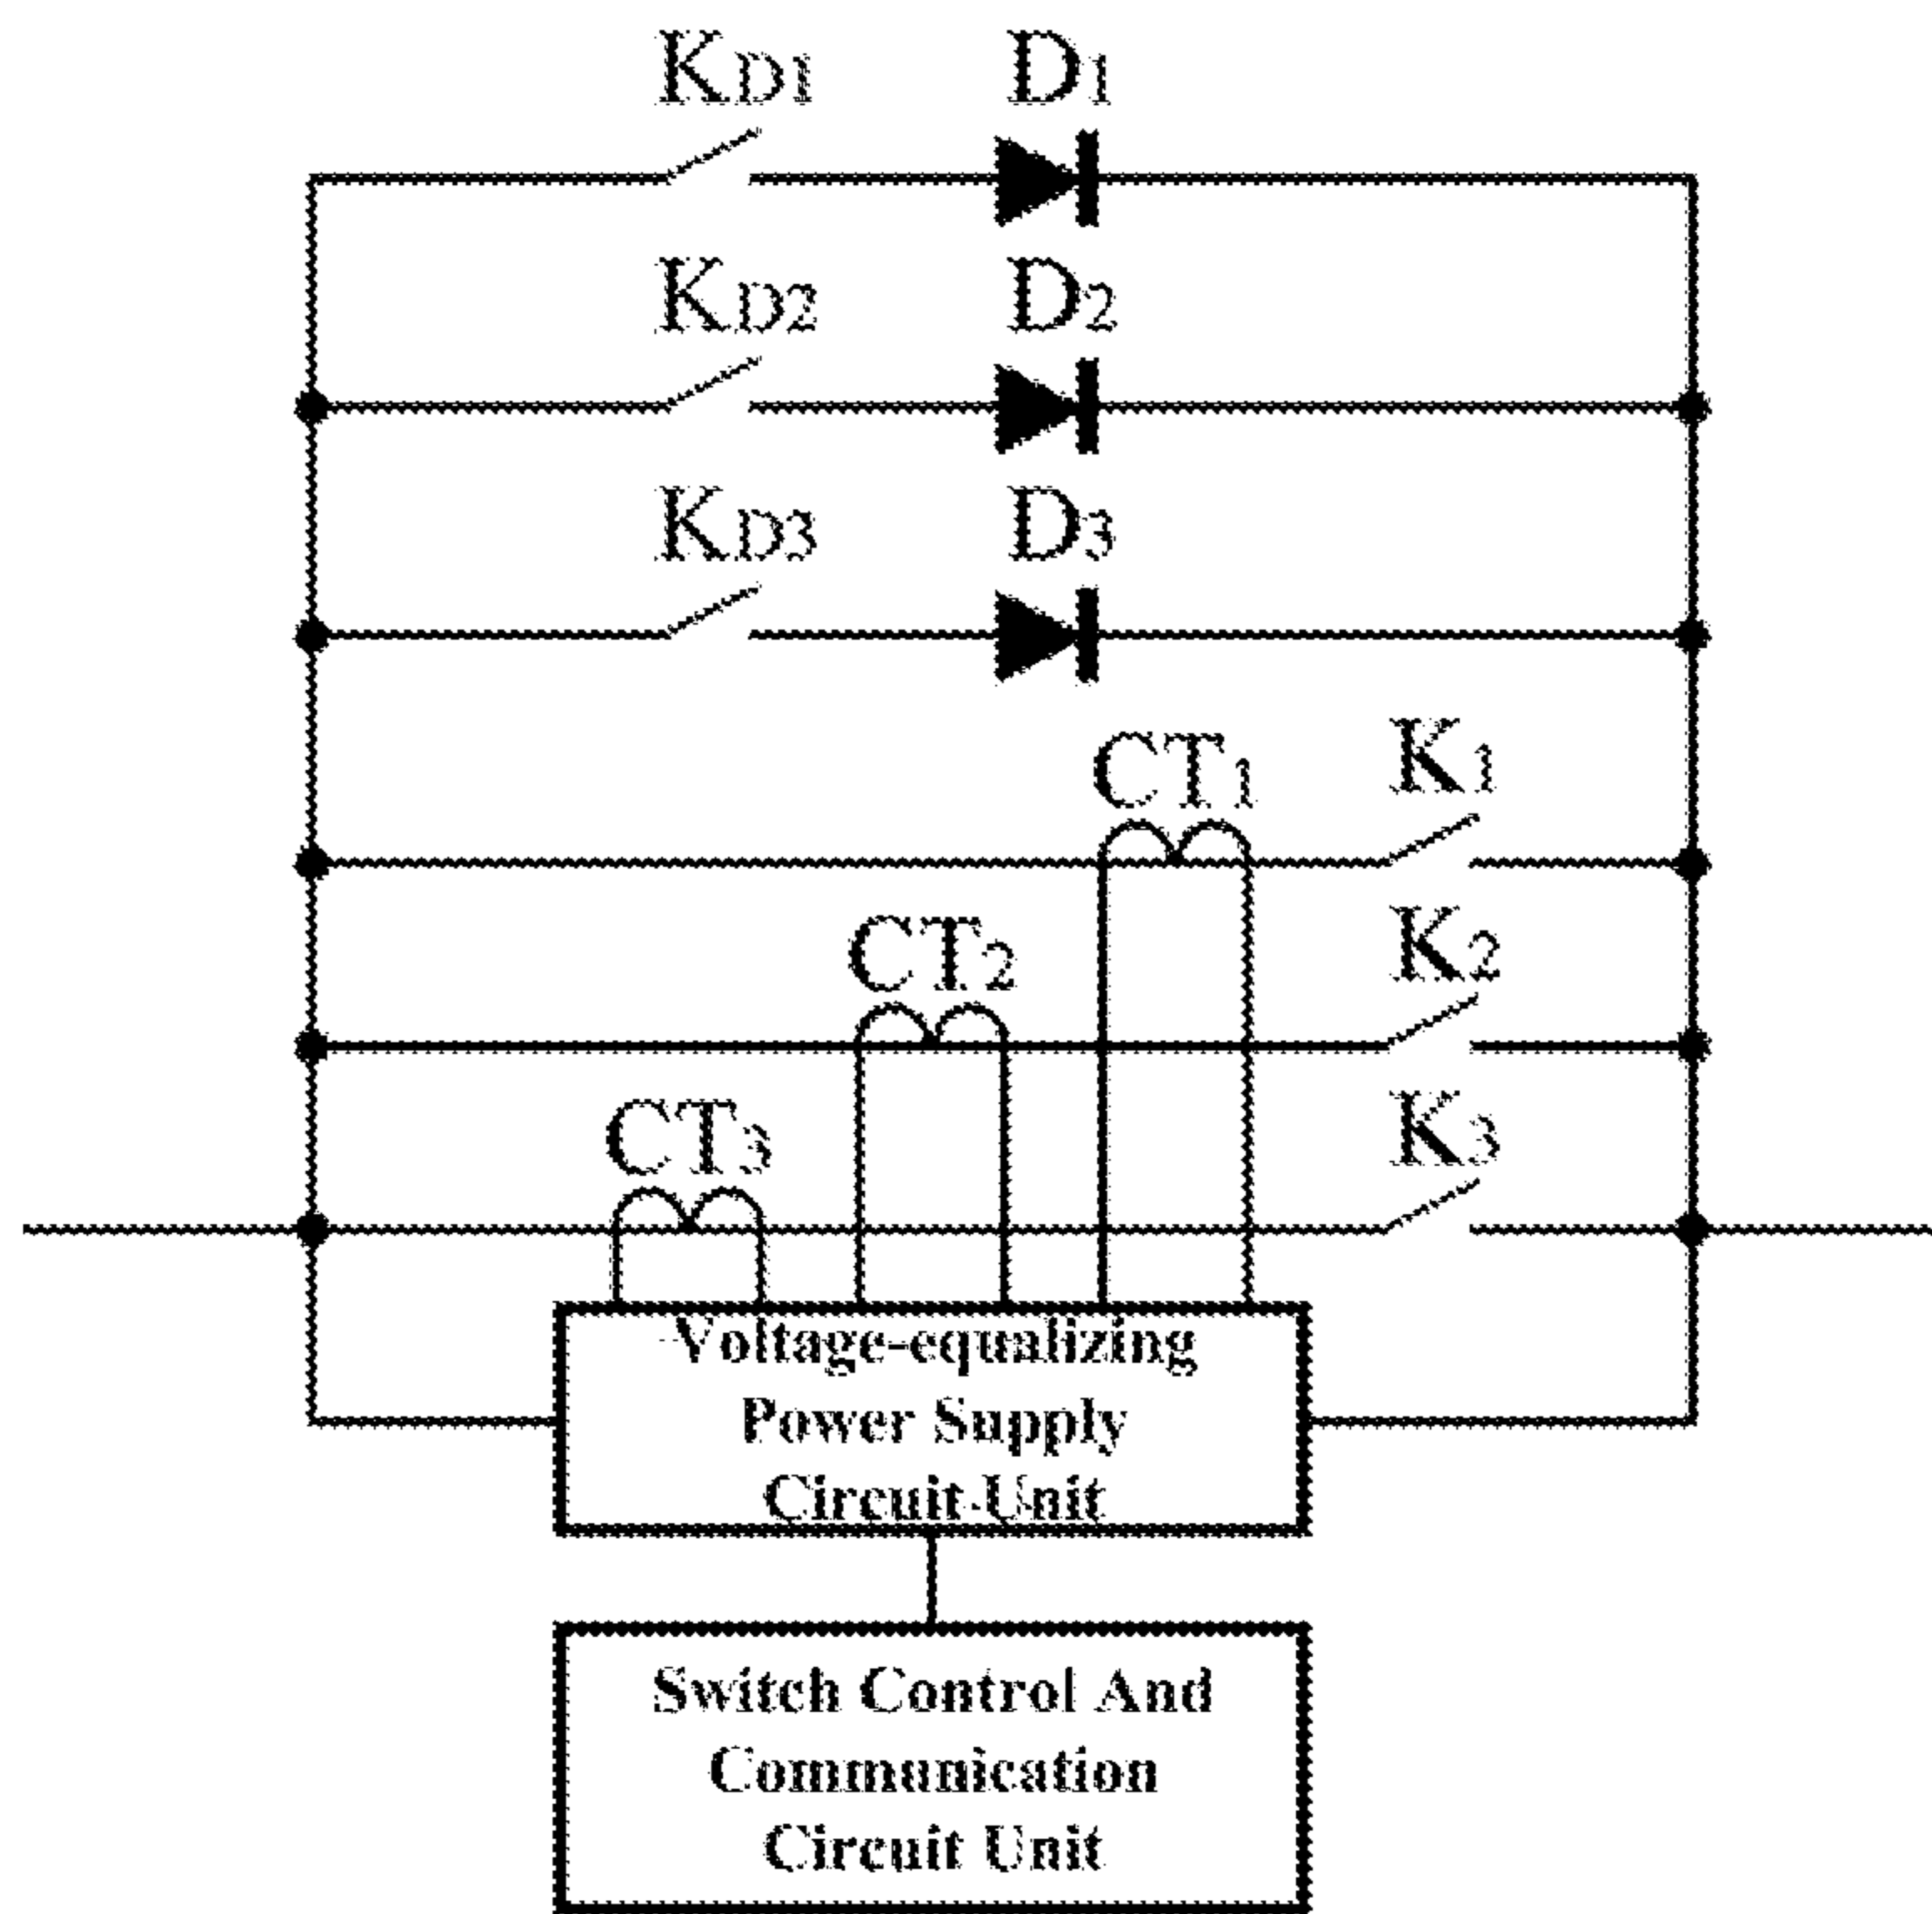 KD1 D1
KD2 D2
KD3 D3
CT1 K1
CT2 K2
CT3 K3
Voltage-equalizing
Power Supply
Circuit Unit
Switch Control And
Communication
Circuit Unit